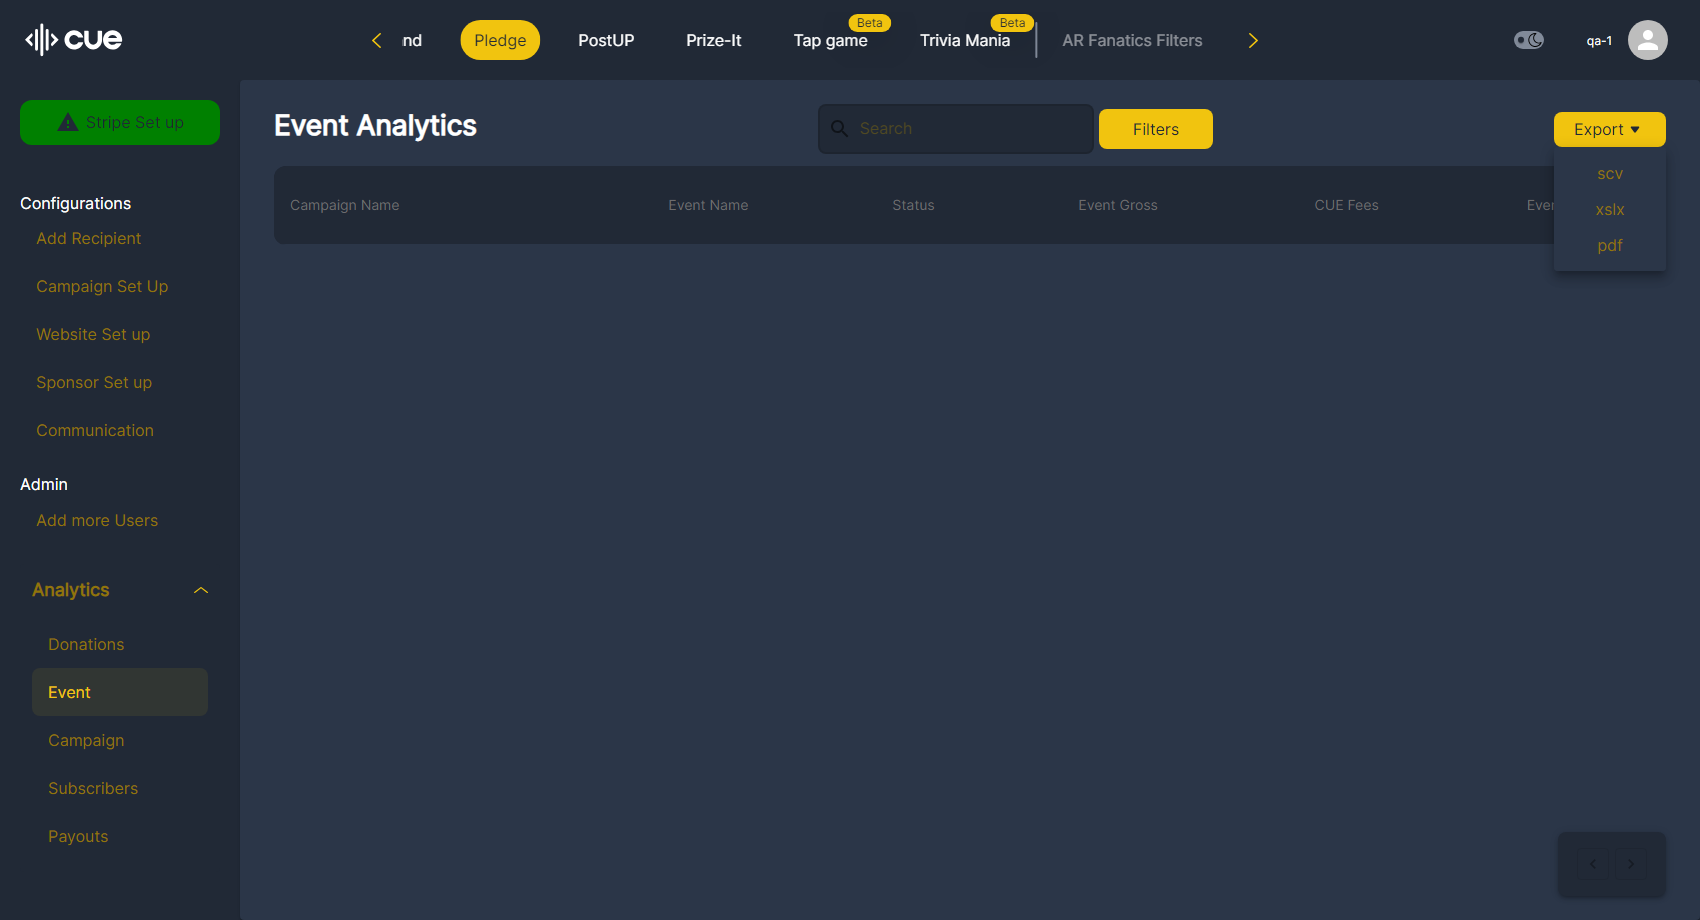 cue
nd
Pledge
PostUP
Prize-It
Tap game
Beta
Trivia Mania
Beta
AR Fanatics Filters
qa-1
Stripe Set up
Configurations
Add Recipient
Campaign Set Up
Website Set up
Sponsor Set up
Communication
Admin
Add more Users
Analytics
Donations
Event
Campaign
Subscribers
Payouts
Event Analytics
Search
Filters
Export
scv
xslx
pdf
Campaign Name
Event Name
Status
Event Gross
CUE Fees
Even